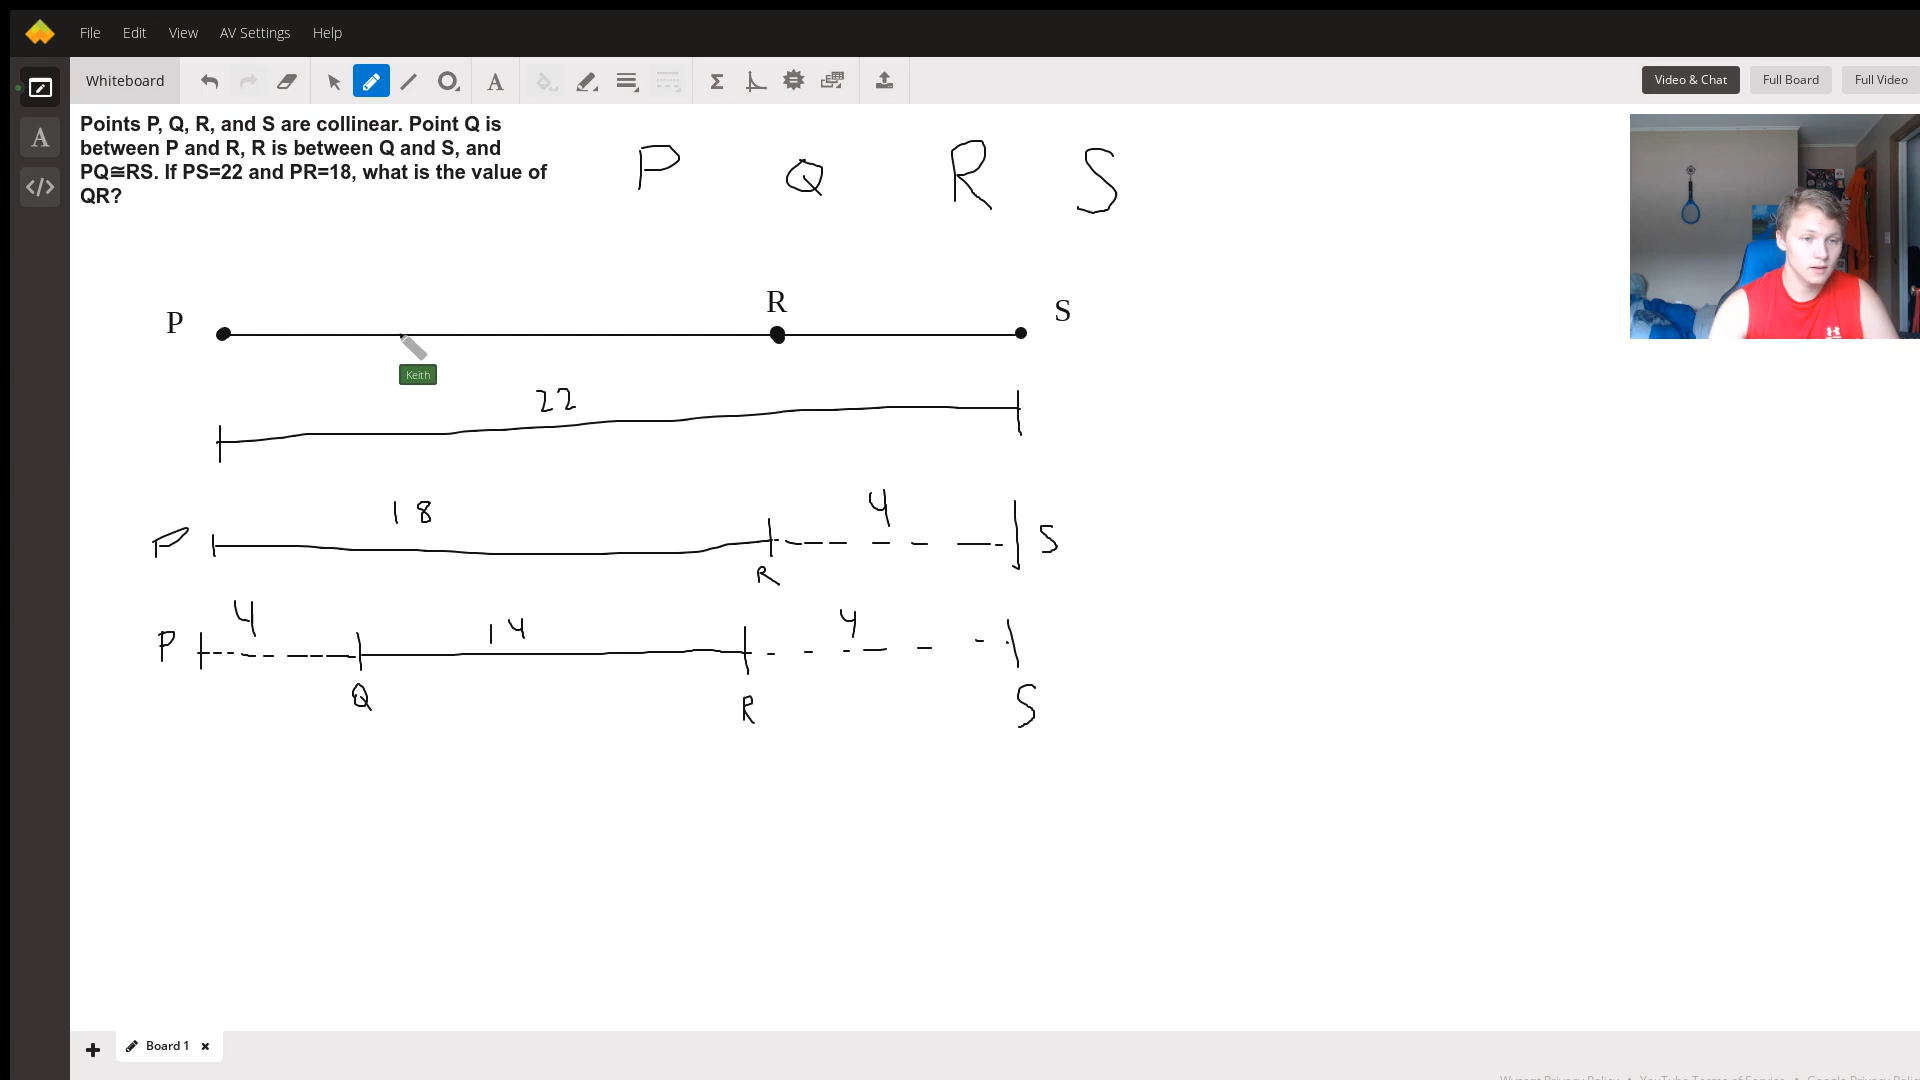 File Edit View AV Settings Help
Whiteboard A Σ Video & Chat Full Board Full Video
A
</>
Points P, Q, R, and S are collinear. Point Q is
between P and R, R is between Q and S, and
PQ≅RS. If PS=22 and PR=18, what is the value of
QR?
P Q R S
P R S
Keith
22
18 4
P S
R
4 14 4
P
Q R S
+ Board 1 ×